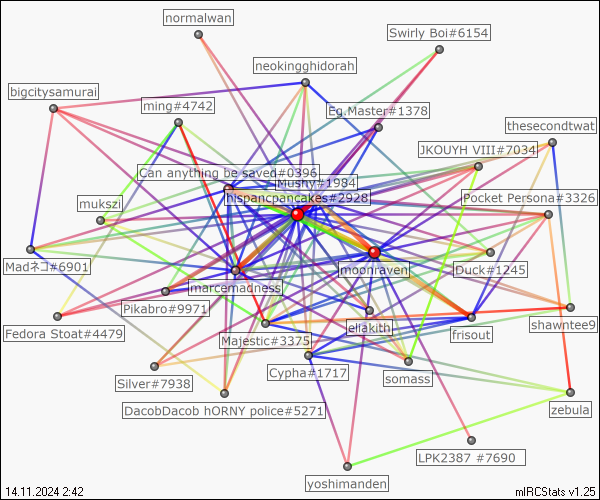 normalwan
Swirly Boi#6154
neokingghidorah
bigcitysamurai
ming#4742
Eg.Master#1378
thesecondtwat
JKOUYH VIII#7034
Can anything be saved#0396
Mushy#1984
hispancpancakes#2928
Pocket Persona#3326
mukszi
Madネコ#6901
moonraven
Duck#1245
marcemadness
Pikabro#9971
Fedora Stoat#4479
Majestic#3375
eliakith
frisout
shawntee9
Cypha#1717
somass
Silver#7938
DacobDacob hORNY police#5271
zebula
LPK2387 #7690
yoshimanden
14.11.2024 2:42
mIRCStats v1.25